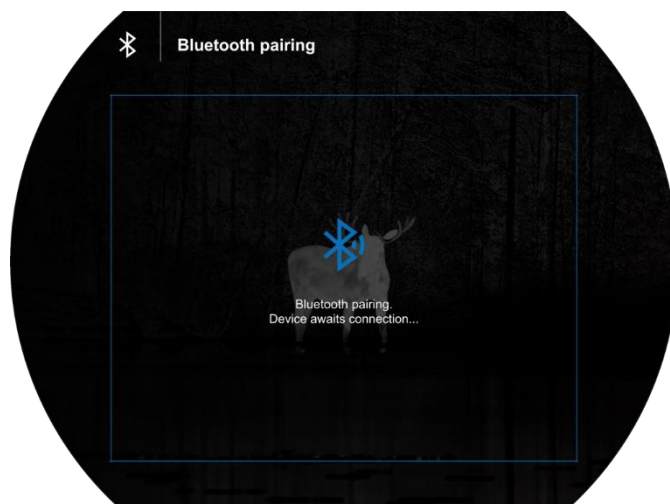 Bluetooth pairing
Bluetooth pairing.
Device awaits connection...